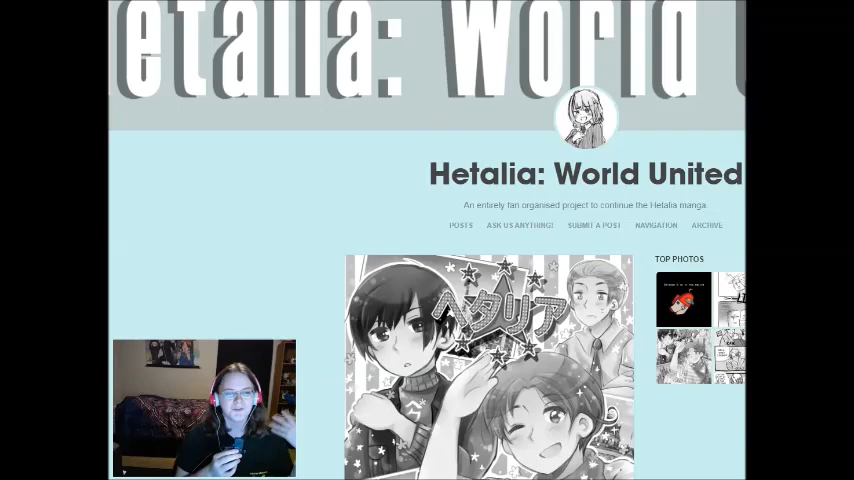 etalia: World U
Hetalia: World United
An entirely fan organised project to continue the Hetalia manga.
POSTS ASK US ANYTHING! SUBMIT A POST NAVIGATION ARCHIVE
TOP PHOTOS
ヘタリア